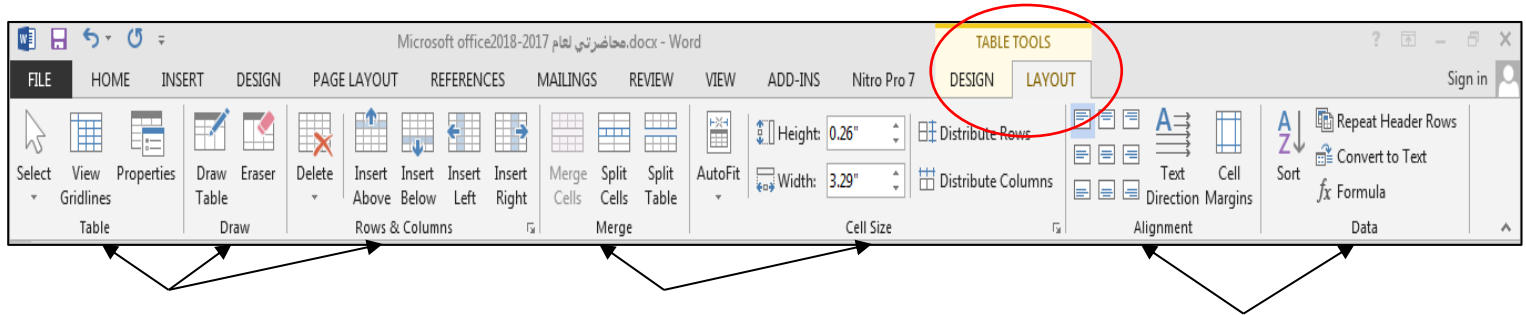 Microsoft office2018-2017 محاضرتي لعام.docx - Word
TABLE TOOLS
?
FILE HOME INSERT DESIGN PAGE LAYOUT REFERENCES MAILINGS REVIEW VIEW ADD-INS Nitro Pro 7 DESIGN LAYOUT Sign in
Select
View Gridlines
Properties
Table
Draw Table
Eraser
Draw
Delete
Insert Above
Insert Below
Insert Left
Insert Right
Rows & Columns
Merge Cells
Split Cells
Split Table
Merge
AutoFit
Height: 0.26"
Distribute Rows
Width: 3.29"
Distribute Columns
Cell Size
A
Text Direction
Cell Margins
Alignment
A
Z
Sort
Repeat Header Rows
Convert to Text
fx Formula
Data